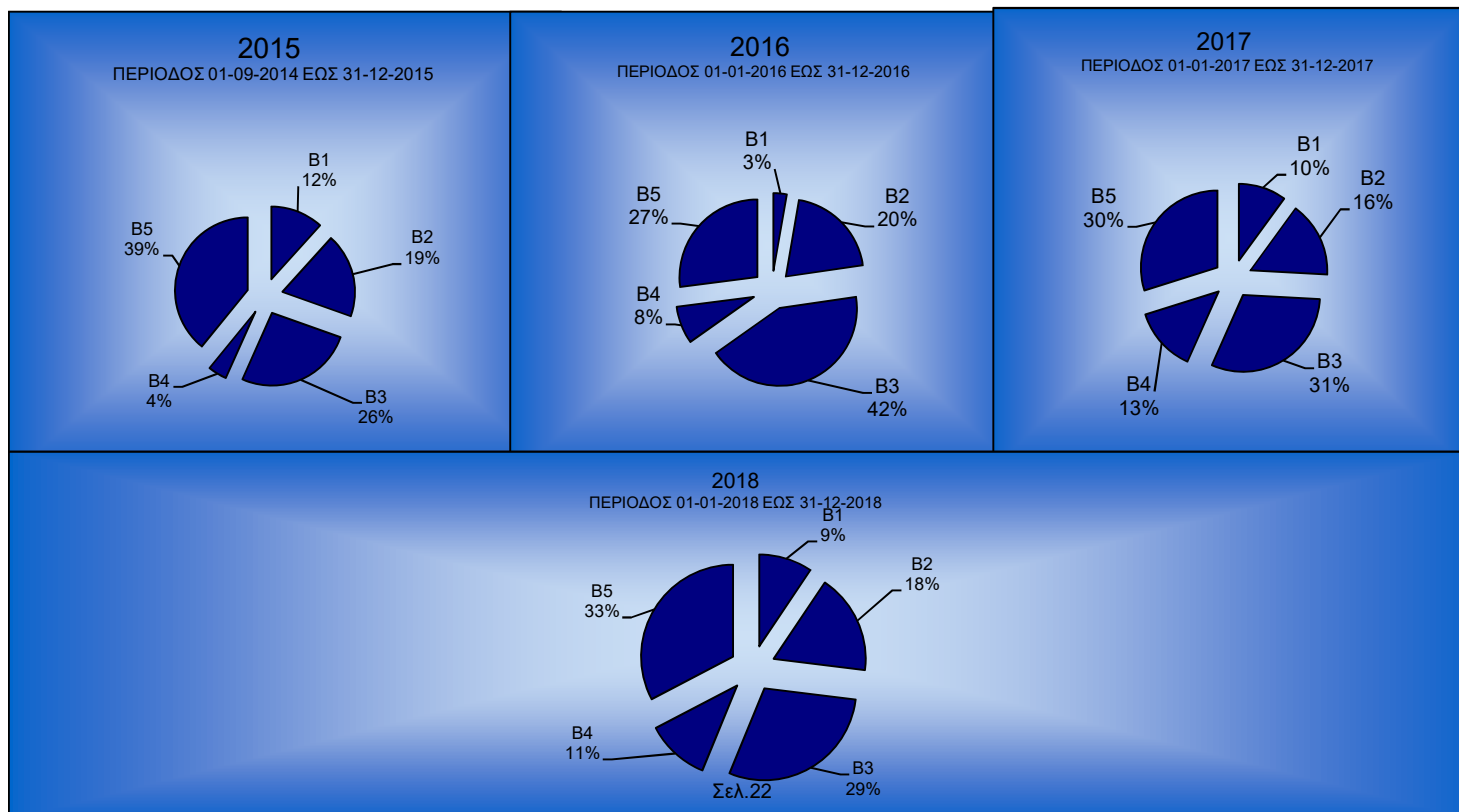 2015
ΠΕΡΙΟΔΟΣ 01-09-2014 ΕΩΣ 31-12-2015
B1
12%
B2
19%
B3
26%
B4
4%
B5
39%
2016
ΠΕΡΙΟΔΟΣ 01-01-2016 ΕΩΣ 31-12-2016
B1
3%
B2
20%
B3
42%
B4
8%
B5
27%
2017
ΠΕΡΙΟΔΟΣ 01-01-2017 ΕΩΣ 31-12-2017
B1
10%
B2
16%
B3
31%
B4
13%
B5
30%
2018
ΠΕΡΙΟΔΟΣ 01-01-2018 ΕΩΣ 31-12-2018
B1
9%
B2
18%
B3
29%
B4
11%
B5
33%
Σελ.22